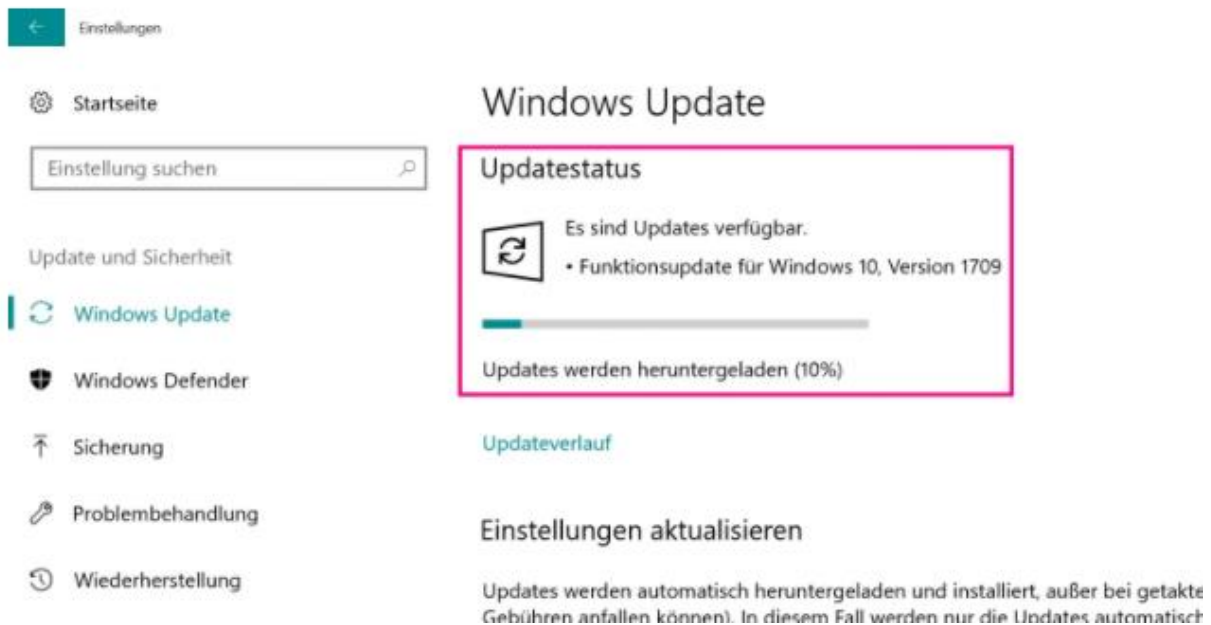 Einstellungen
Startseite
Einstellung suchen
Update und Sicherheit
Windows Update
Windows Defender
Sicherung
Problembehandlung
Wiederherstellung
Windows Update
Updatestatus
Es sind Updates verfügbar.
• Funktionsupdate für Windows 10, Version 1709
Updates werden heruntergeladen (10%)
Updateverlauf
Einstellungen aktualisieren
Updates werden automatisch heruntergeladen und installiert, außer bei getakte
Gebühren anfallen können). In diesem Fall werden nur die Updates automatisch